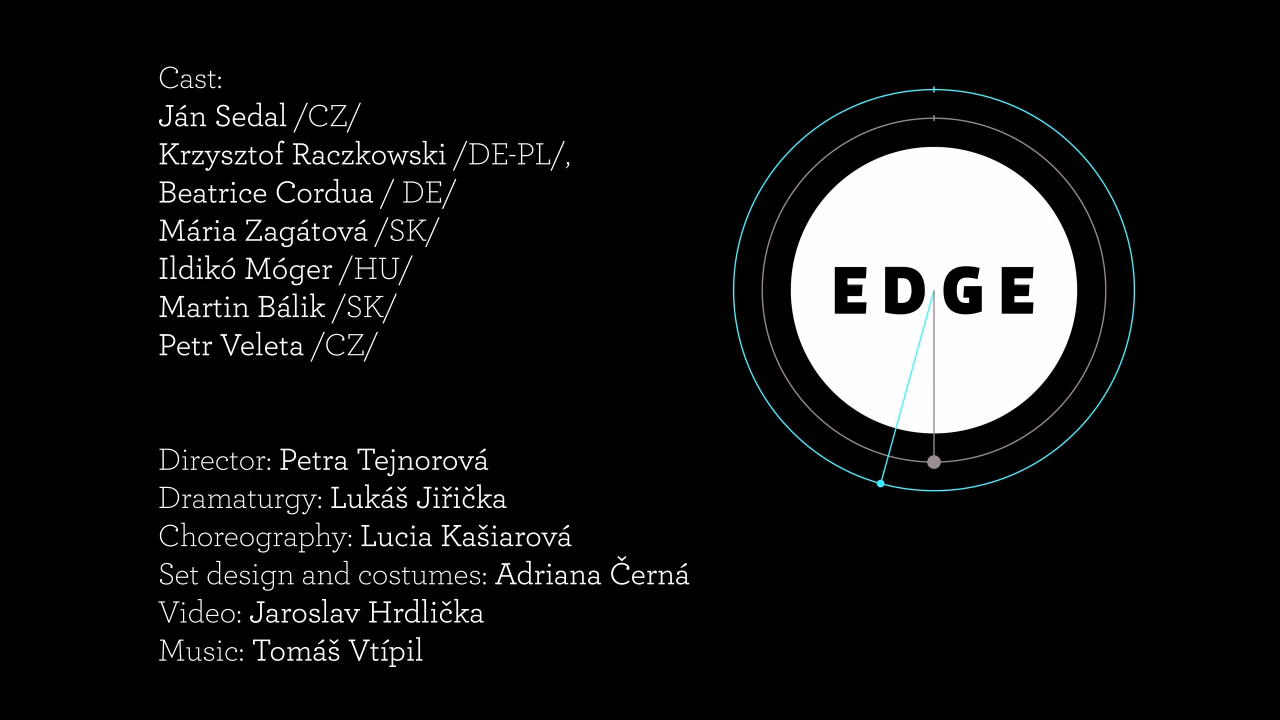 Cast:
Ján Sedal /CZ/
Krzysztof Raczkowski /DE-PL/,
Beatrice Cordua / DE/
Mária Zagátová /SK/
Ildikó Móger /HU/
Martin Bálik /SK/
Petr Veleta /CZ/
Director: Petra Tejnorová
Dramaturgy: Lukáš Jiřička
Choreography: Lucia Kašiarová
Set design and costumes: Adriana Černá
Video: Jaroslav Hrdlička
Music: Tomáš Vtípil
EDGE